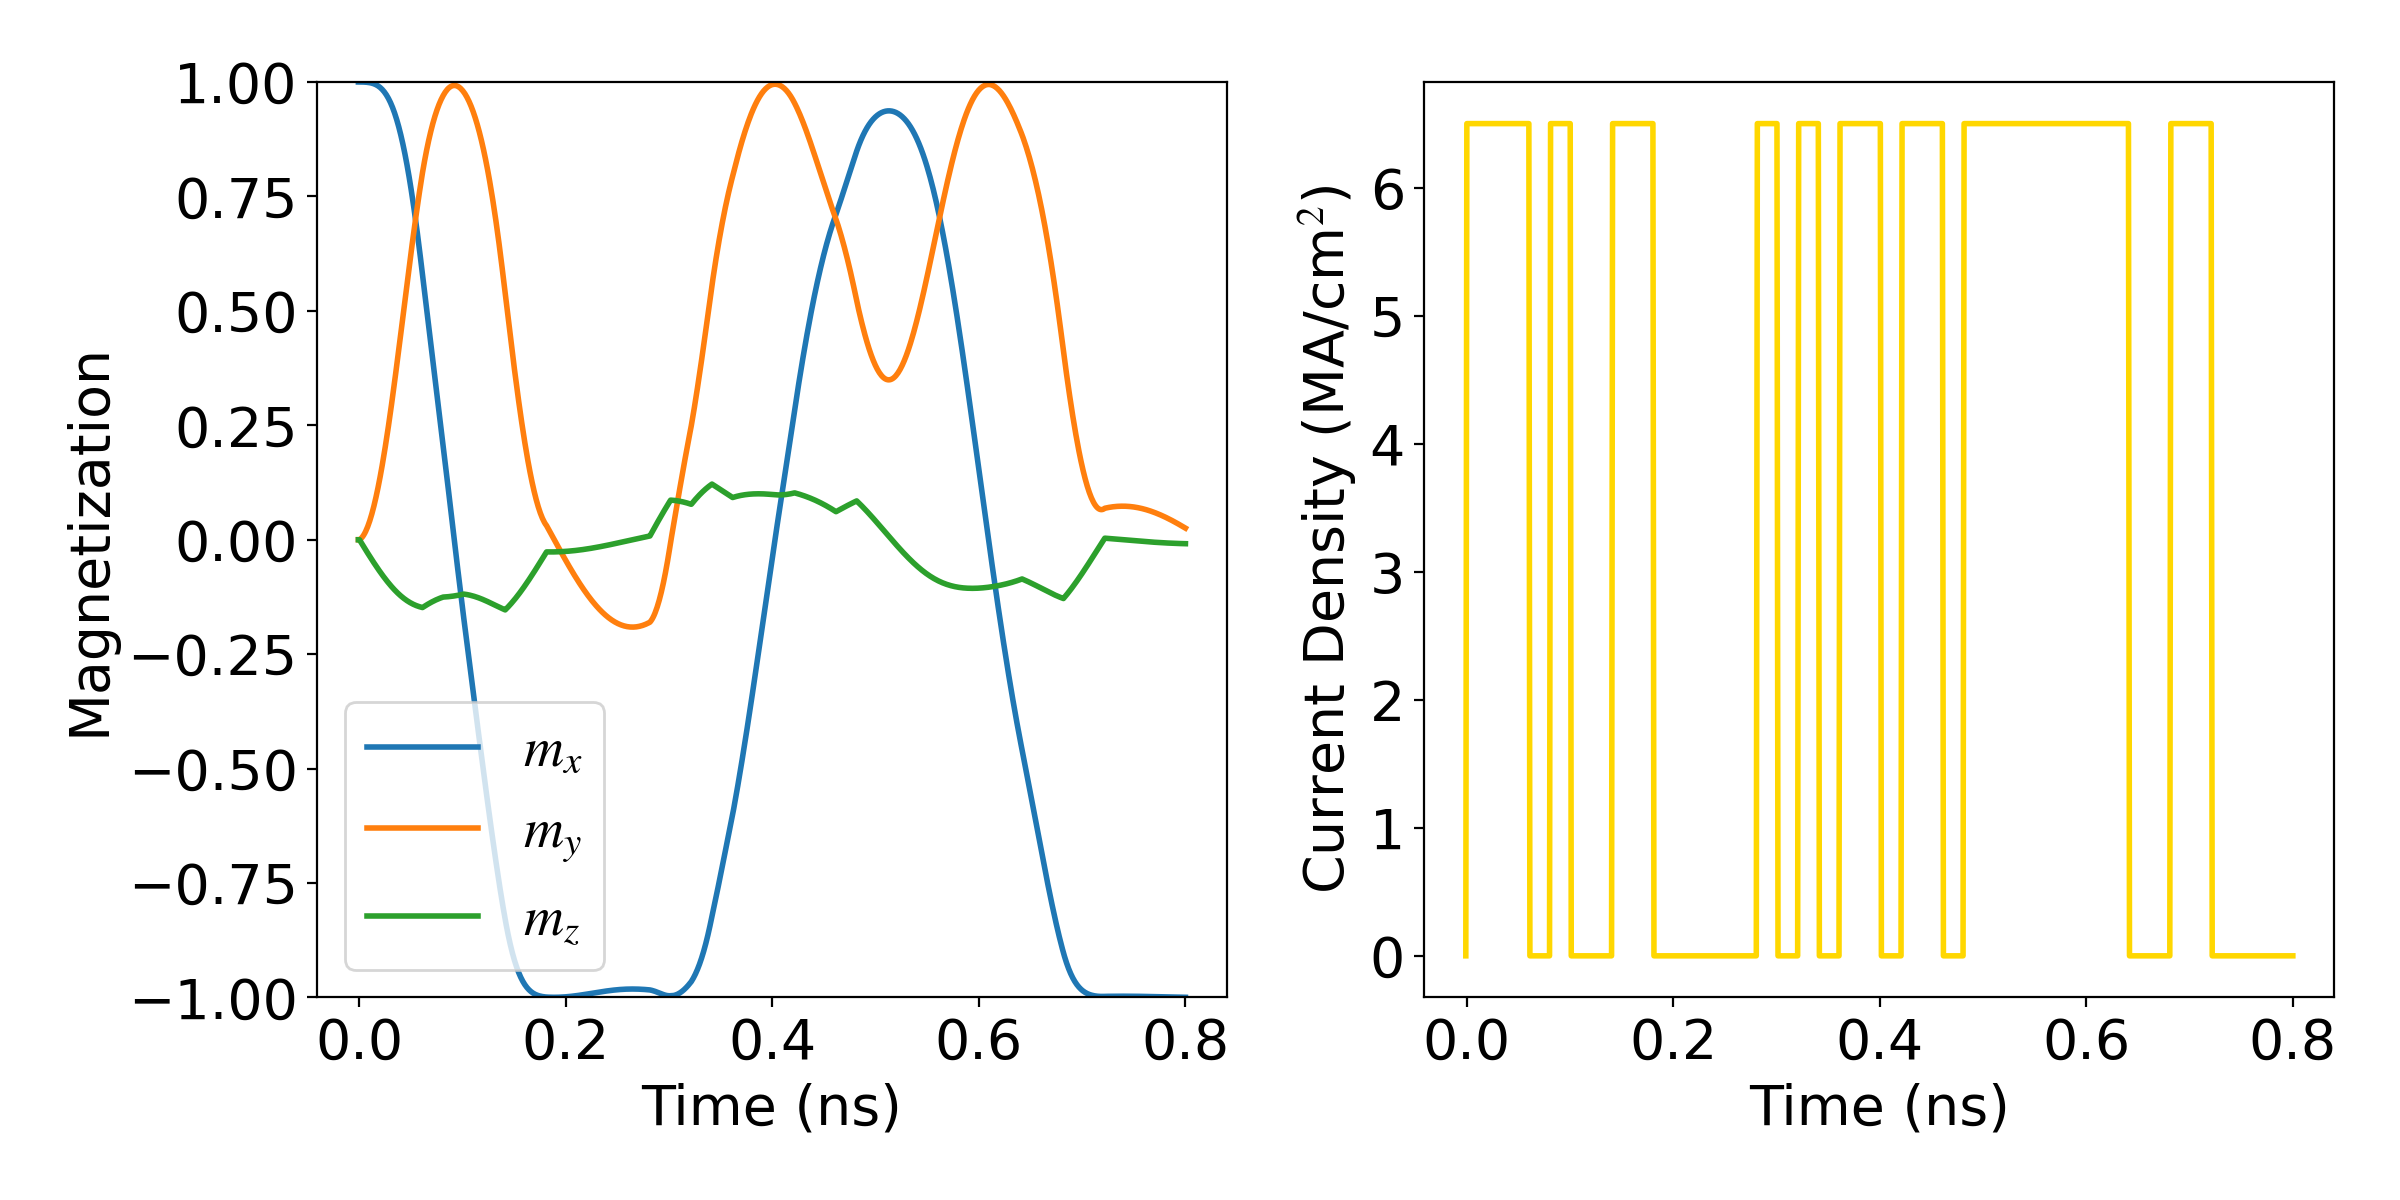 1.00
0.75
0.50
0.25
0.00
−0.25
−0.50
−0.75
−1.00
Magnetization
0.0 0.2 0.4 0.6 0.8
Time (ns)
m_x
m_y
m_z
6
5
4
3
2
1
0
Current Density (MA/cm²)
0.0 0.2 0.4 0.6 0.8
Time (ns)